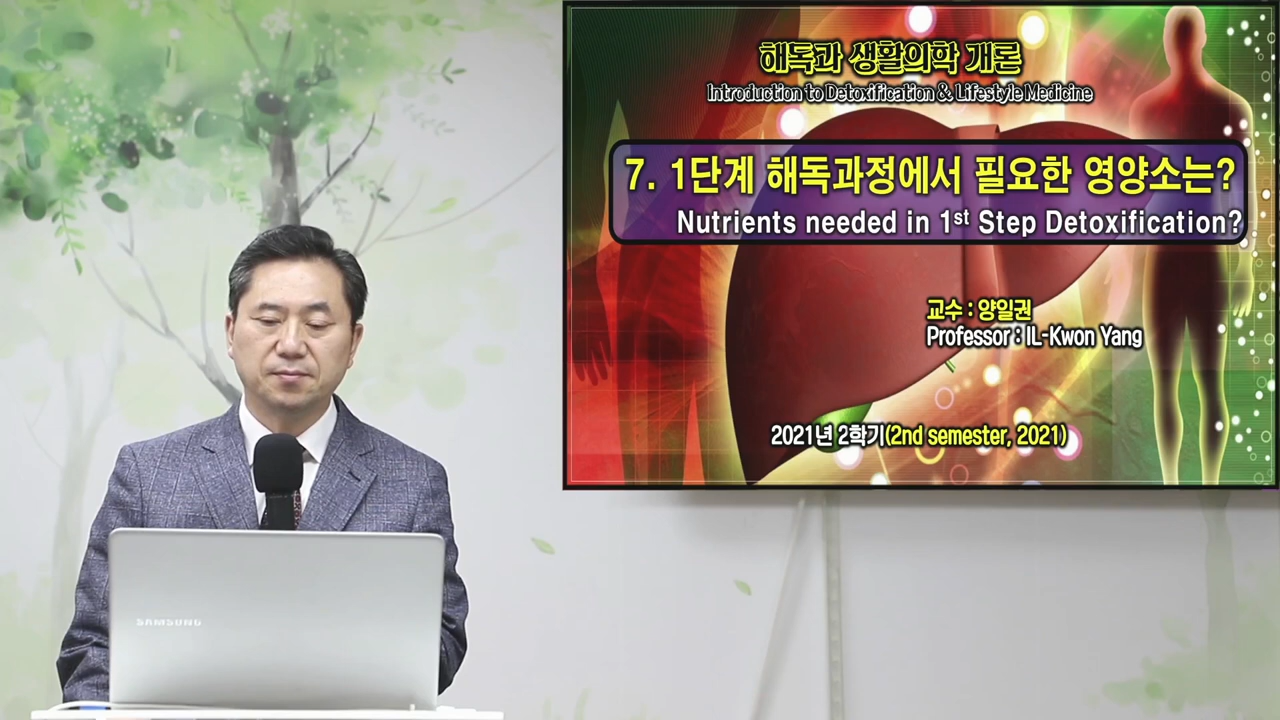 해독과 생활의학 개론
Introduction to Detoxification & Lifestyle Medicine
7. 1단계 해독과정에서 필요한 영양소는?
Nutrients needed in 1st Step Detoxification?
교수 : 양일권
Professor : IL-Kwon Yang
2021년 2학기(2nd semester, 2021)
SAMSUNG